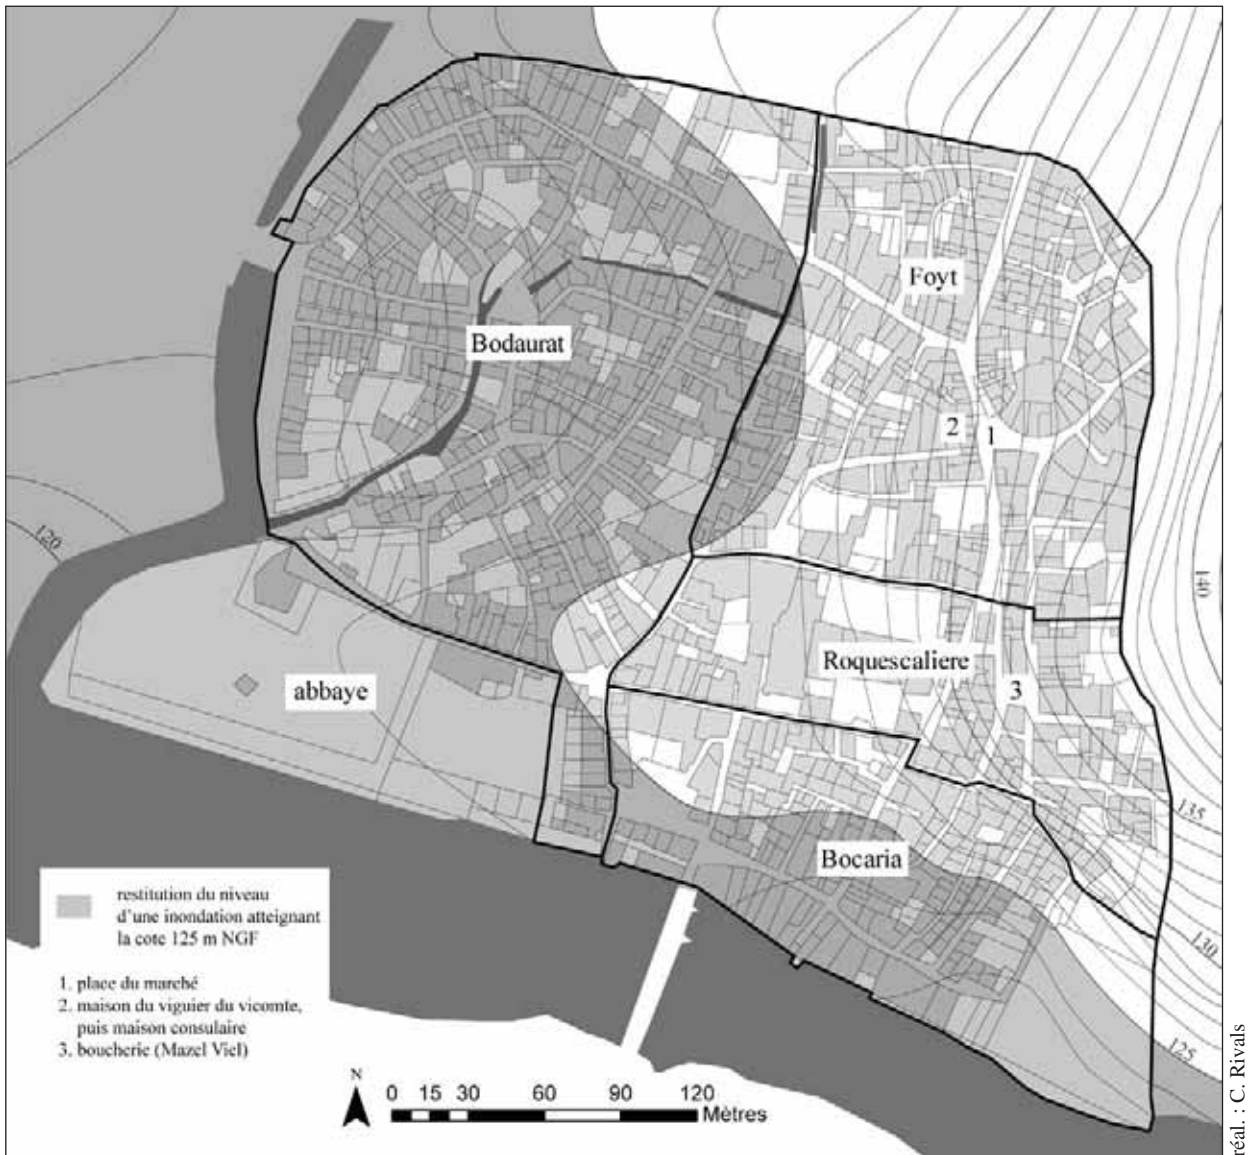 Foyt
Bodaurat
2
1
120
140
Roquescaliere
abbaye
3
135
Bocaria
130
125
restitution du niveau
d'une inondation atteignant
la cote 125 m NGF
1. place du marché
2. maison du viguier du vicomte,
puis maison consulaire
3. boucherie (Mazel Viel)
N
0 15 30 60 90 120
Mètres
réal. : C. Rivals